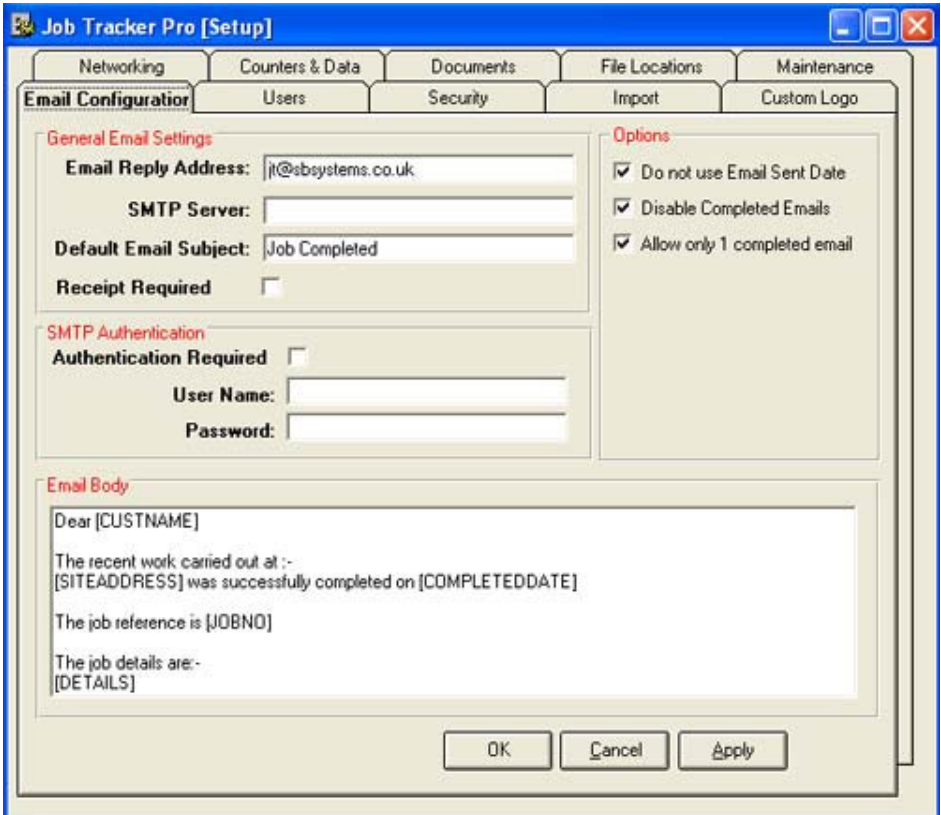 Job Tracker Pro [Setup]
Networking
Counters & Data
Documents
File Locations
Maintenance
Email Configuration
Users
Security
Import
Custom Logo
General Email Settings
Email Reply Address: jt@sbsystems.co.uk
SMTP Server:
Default Email Subject: Job Completed
Receipt Required
Options
Do not use Email Sent Date
Disable Completed Emails
Allow only 1 completed email
SMTP Authentication
Authentication Required
User Name:
Password:
Email Body
Dear [CUSTNAME]
The recent work carried out at :-
[SITEADDRESS] was successfully completed on [COMPLETEDDATE]
The job reference is [JOBNO]
The job details are:-
[DETAILS]
OK
Cancel
Apply